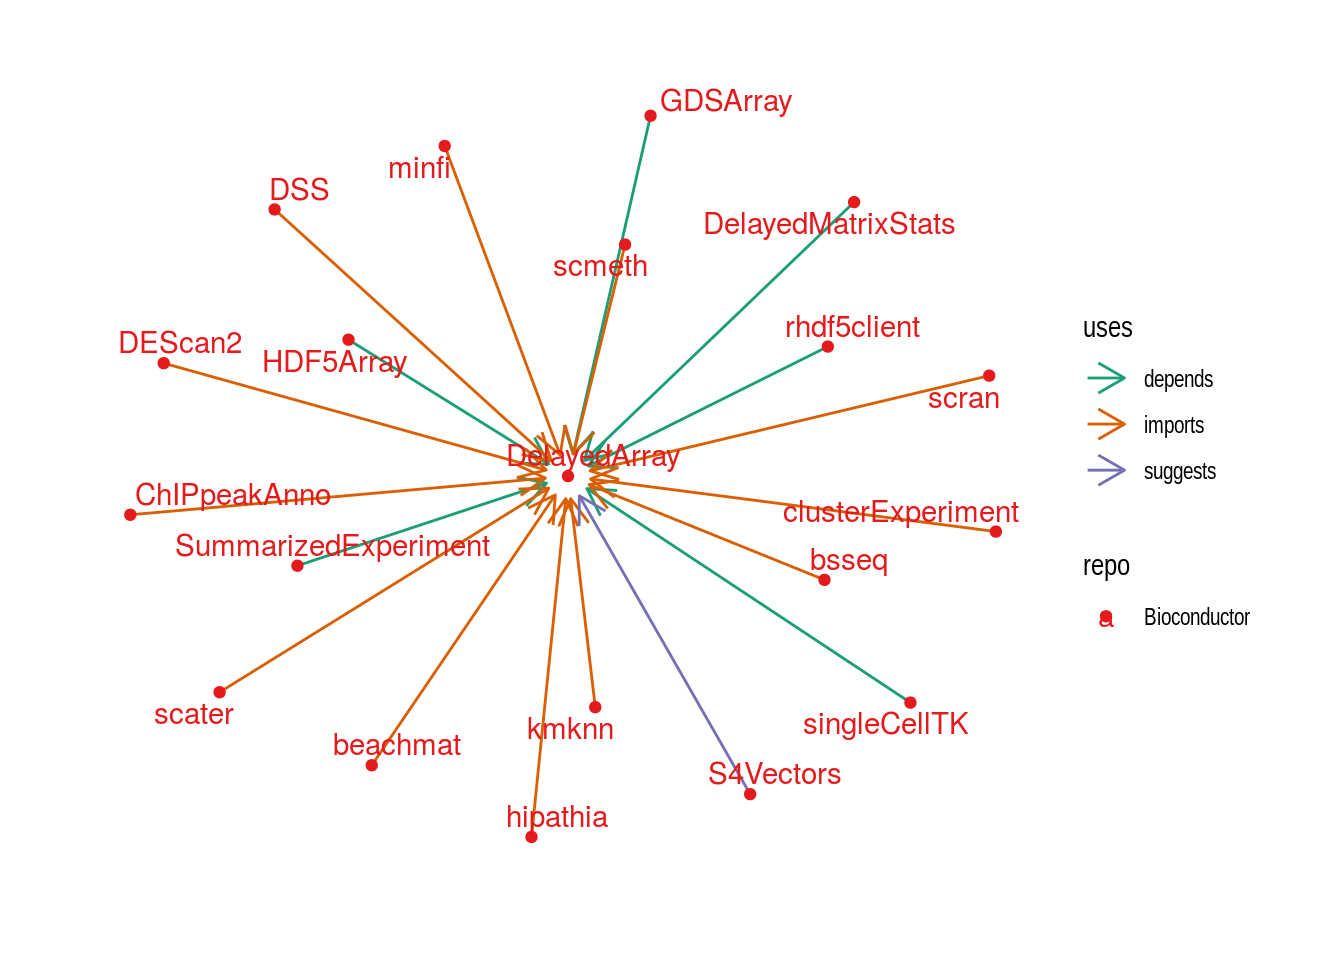 GDSArray
minfi
DSS
DelayedMatrixStats
scmeth
rhdf5client
DEScan2
HDF5Array
scran
DelayedArray
ChIPpeakAnno
clusterExperiment
SummarizedExperiment
bsseq
scater
kmknn
singleCellTK
beachmat
S4Vectors
hipathia
uses
depends
imports
suggests
repo
a
Bioconductor